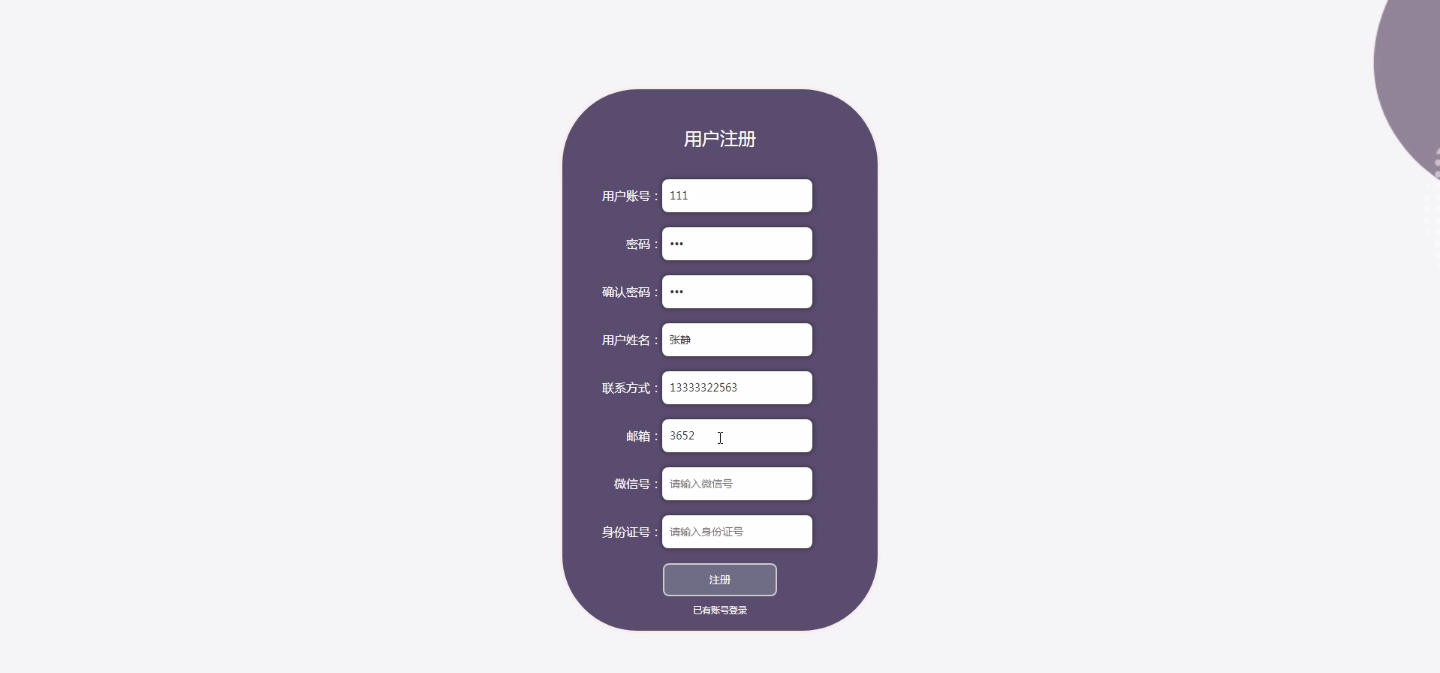 用户注册
用户账号：111
密码：•••
确认密码：•••
用户姓名：张静
联系方式：13333322563
邮箱：3652
微信号：请输入微信号
身份证号：请输入身份证号
注册
已有账号登录